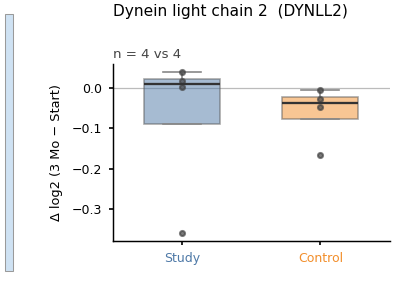 Dynein light chain 2  (DYNLL2)
n = 4 vs 4
Δ log2 (3 Mo − Start)
0.0
−0.1
−0.2
−0.3
Study
Control